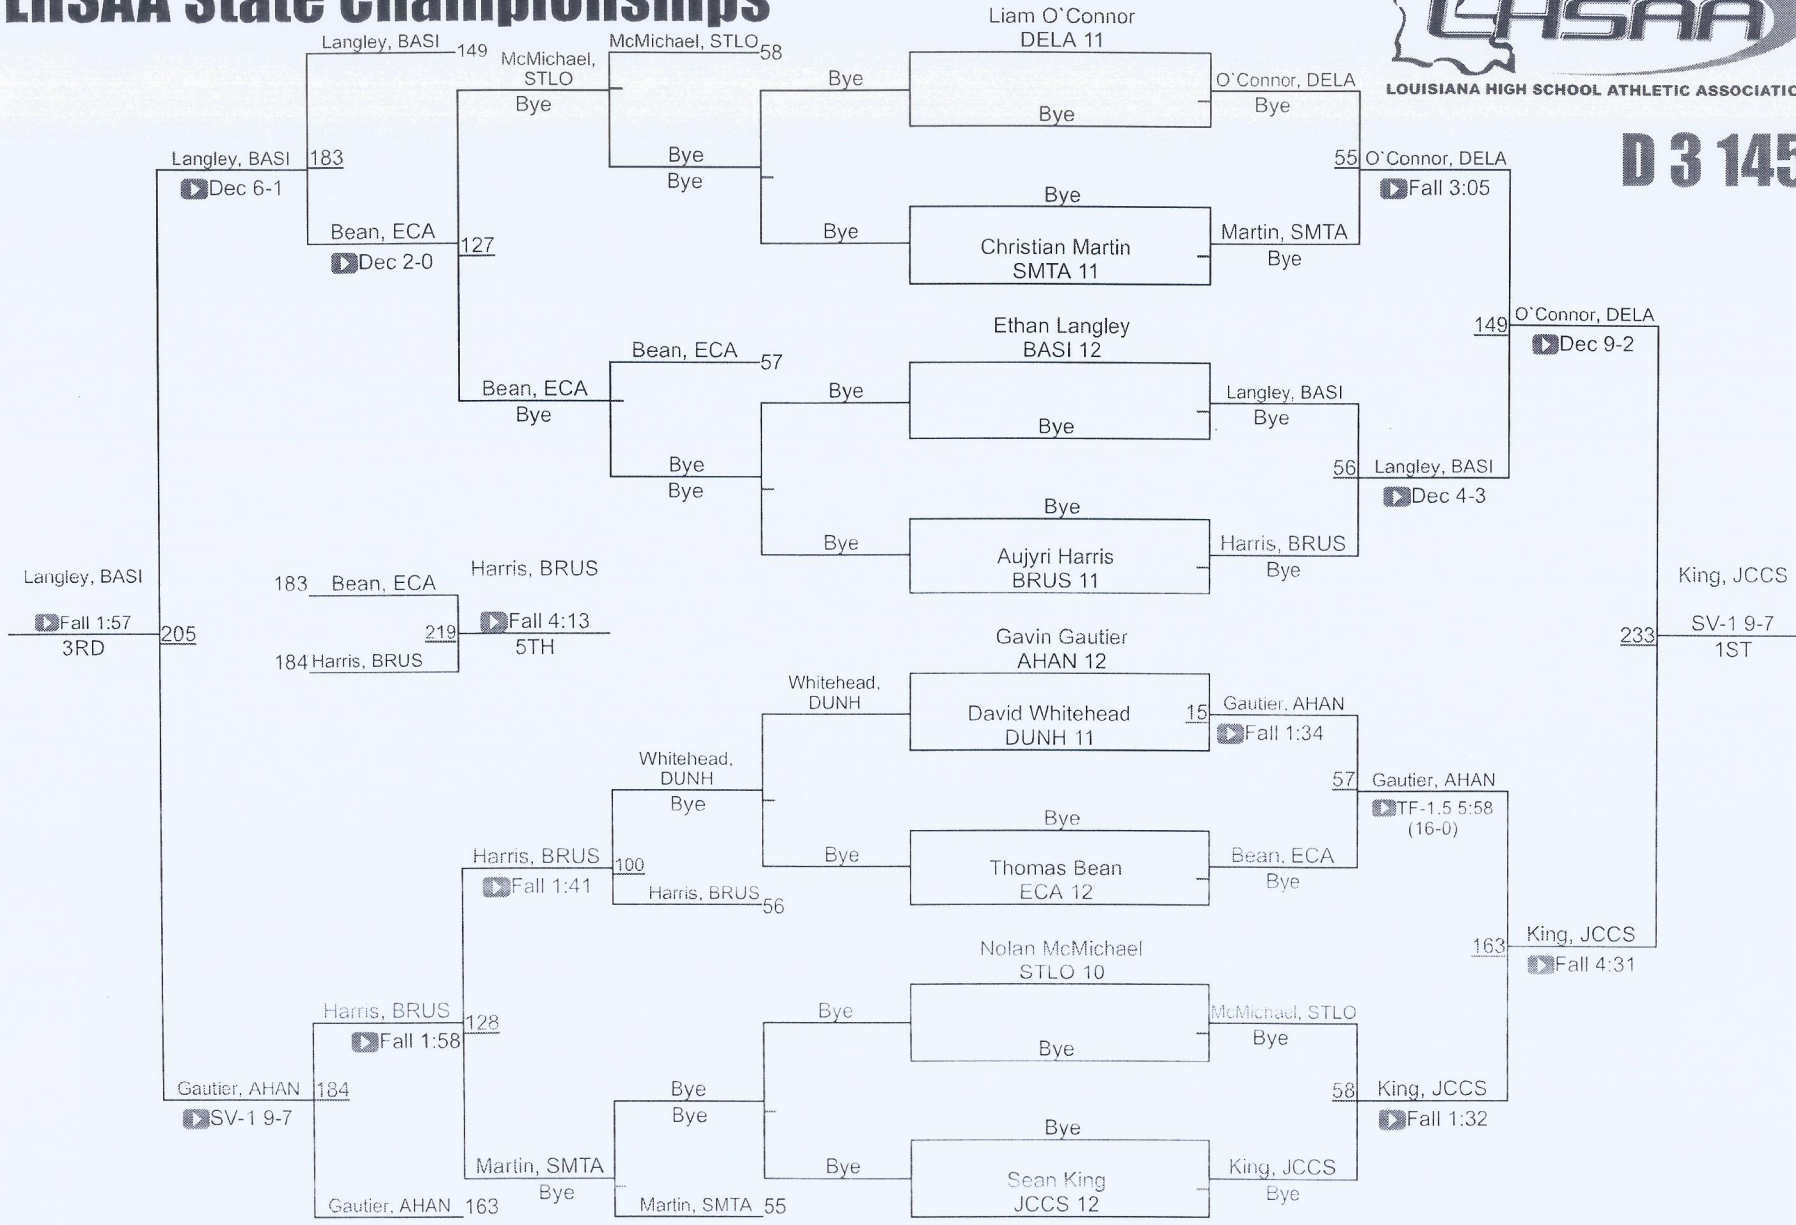 LHSAA State Championships
LHSAA
LOUISIANA HIGH SCHOOL ATHLETIC ASSOCIATIO
D 3 145
Langley, BASI
149
McMichael,
STLO
Bye
McMichael, STLO
58
Langley, BASI
183
Dec 6-1
Bean, ECA
127
Dec 2-0
Bye
Bye
Bye
Bye
Bean, ECA
57
Bean, ECA
Bye
Bye
Bye
Bye
Bye
Liam O`Connor
DELA 11
Bye
O`Connor, DELA
Bye
Bye
Christian Martin
SMTA 11
Martin, SMTA
Bye
55
O`Connor, DELA
Fall 3:05
Ethan Langley
BASI 12
Bye
Langley, BASI
Bye
Bye
Aujyri Harris
BRUS 11
Harris, BRUS
Bye
56
Langley, BASI
Dec 4-3
149
O`Connor, DELA
Dec 9-2
Langley, BASI
Fall 1:57
3RD
205
183
Bean, ECA
184
Harris, BRUS
219
Harris, BRUS
Fall 4:13
5TH
King, JCCS
233
SV-1 9-7
1ST
Gavin Gautier
AHAN 12
David Whitehead
DUNH 11
15
Gautier, AHAN
Fall 1:34
Whitehead,
DUNH
Whitehead,
DUNH
Bye
Bye
Bye
Thomas Bean
ECA 12
Bean, ECA
Bye
57
Gautier, AHAN
TF-1.5 5:58
(16-0)
Harris, BRUS
100
Fall 1:41
Harris, BRUS
56
Nolan McMichael
STLO 10
Bye
McMichael, STLO
Bye
163
King, JCCS
Fall 4:31
Harris, BRUS
128
Fall 1:58
Bye
Gautier, AHAN
184
SV-1 9-7
Bye
Bye
58
King, JCCS
Fall 1:32
Bye
Sean King
JCCS 12
King, JCCS
Bye
Bye
Martin, SMTA
Bye
Martin, SMTA
55
Gautier, AHAN
163